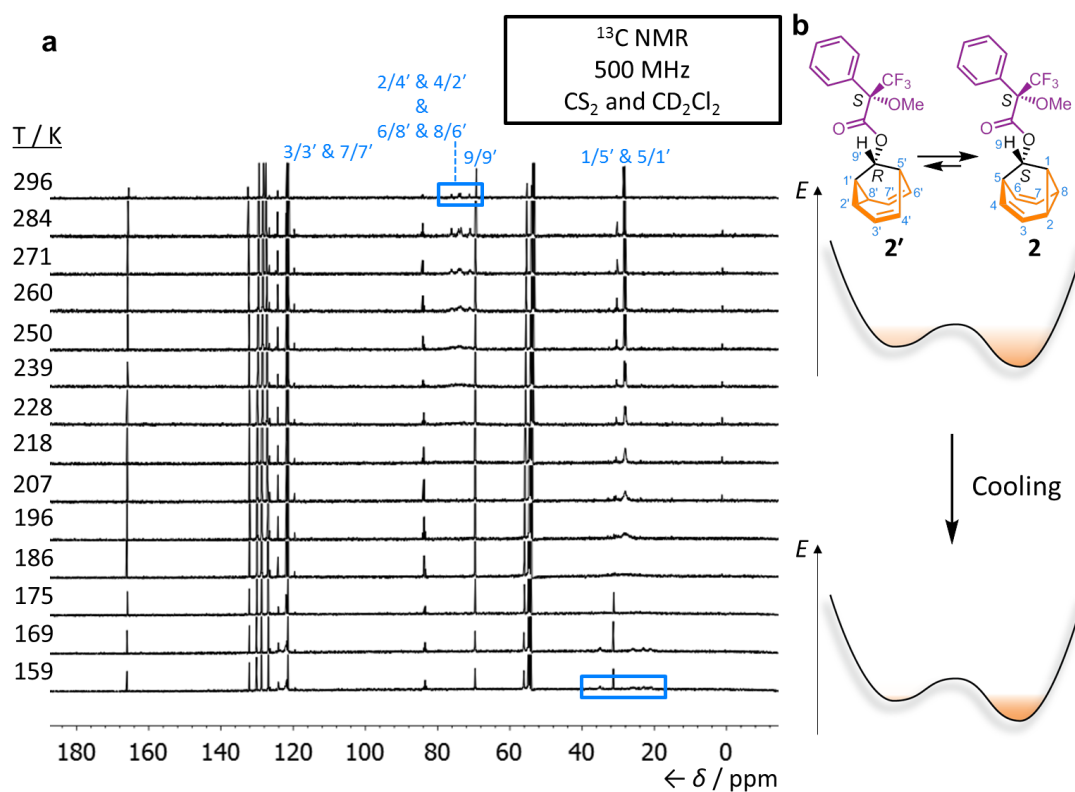 a
¹³C NMR
500 MHz
CS₂ and CD₂Cl₂
T / K
2/4′ & 4/2′
&
6/8′ & 8/6′
3/3′ & 7/7′
9/9′
1/5′ & 5/1′
296
284
271
260
250
239
228
218
207
196
186
175
169
159
180
160
140
120
100
80
60
40
20
0
← δ / ppm
b
CF₃
S
OMe
O
O
H
9′
R
5′
1′
8′
7′
6′
2′
4′
3′
2′
CF₃
S
OMe
O
O
H
9
S
1
5
6
7
8
4
2
3
2
E
Cooling
E